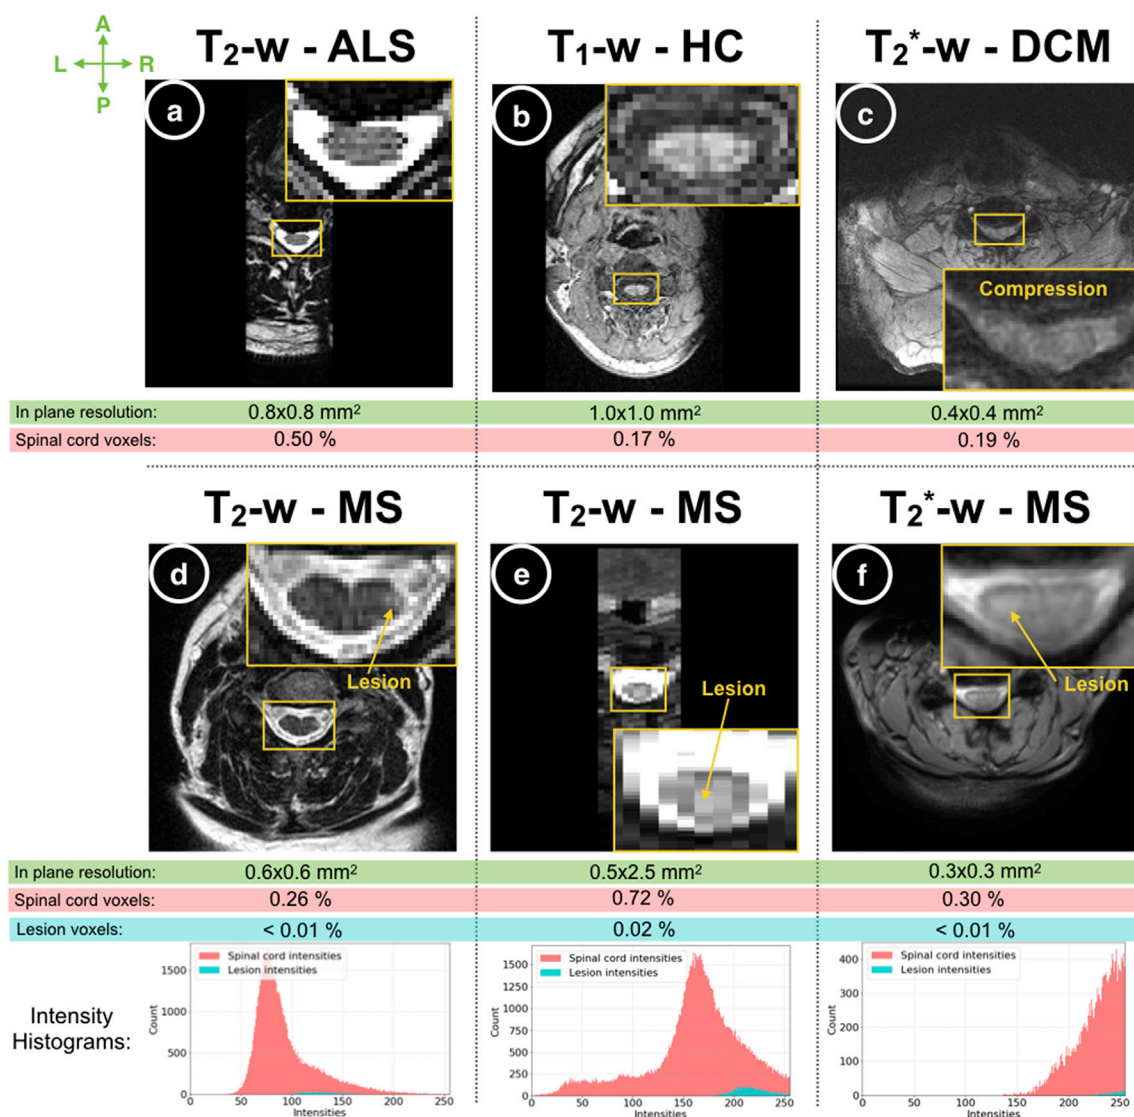 A
L R
P
T2-w - ALS
T1-w - HC
T2*-w - DCM
a
b
c
Compression
In plane resolution: 0.8x0.8 mm2 1.0x1.0 mm2 0.4x0.4 mm2
Spinal cord voxels: 0.50 % 0.17 % 0.19 %
T2-w - MS
T2-w - MS
T2*-w - MS
d
Lesion
e
Lesion
f
Lesion
In plane resolution: 0.6x0.6 mm2 0.5x2.5 mm2 0.3x0.3 mm2
Spinal cord voxels: 0.26 % 0.72 % 0.30 %
Lesion voxels: < 0.01 % 0.02 % < 0.01 %
Intensity
Histograms:
Spinal cord intensities
Lesion intensities
Count
1500
1000
500
0
0 50 100 150 200 250
Intensities
Spinal cord intensities
Lesion intensities
Count
1500
1250
1000
750
500
250
0
0 50 100 150 200 250
Intensities
Spinal cord intensities
Lesion intensities
Count
400
300
200
100
0
0 50 100 150 200 250
Intensities